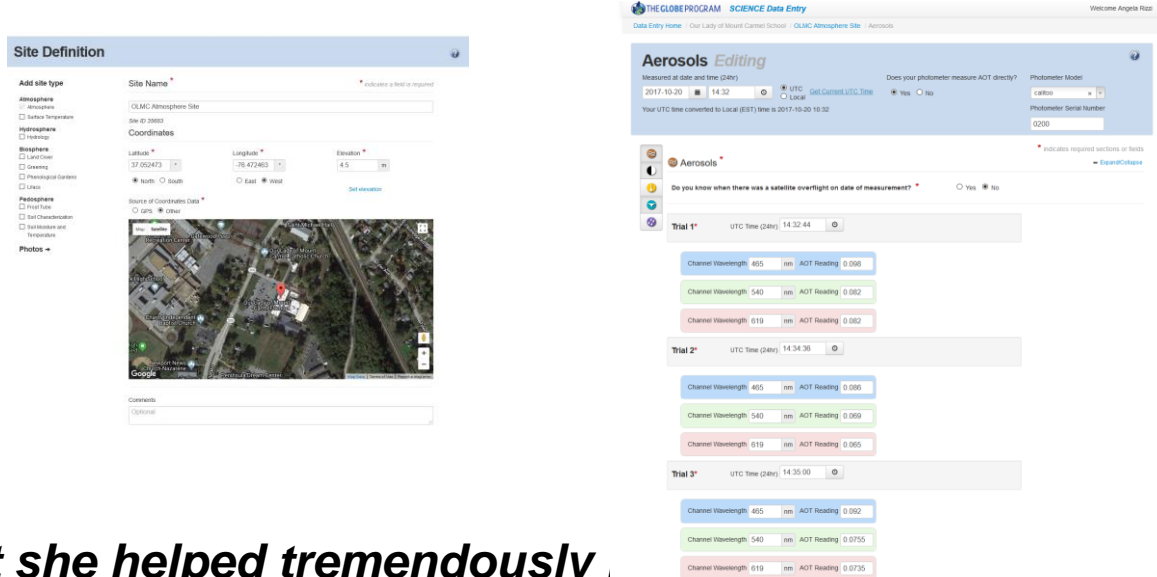 Site Definition
Add site type
Atmosphere
Atmosphere
Surface Temperature
Hydrosphere
Hydrology
Biosphere
Land Cover
Greening
Phenological Gardens
Lilacs
Pedosphere
Frost Tube
Soil Characterization
Soil Moisture and
Temperature
Photos
Site Name *
* indicates a field is required
OLMC Atmosphere Site
Coordinates
Latitude * Longitude * Elevation *
37.052473 ° -76.472463 ° 4.5 m
North South East West
Set elevation
Source of Coordinates Data *
GPS Other
Map Satellite
Recreation Center
Church
Baptist Church
Newport News
Church Nazarene
Peninsula Dream Center
Google
Comments
Optional
she helped tremendously
THE GLOBE PROGRAM SCIENCE Data Entry
Welcome Angela Rizzi
Data Entry Home / Our Lady of Mount Carmel School / OLMC Atmosphere Site / Aerosols
Aerosols Editing
Measured at date and time (24hr)
2017-10-20 14:32 UTC Local Get Current UTC Time
Your UTC time converted to Local (EST) time is 2017-10-20 10:32
Does your photometer measure AOT directly?
Yes No
Photometer Model
calitoo
Photometer Serial Number
0200
* indicates required sections or fields
Expand/Collapse
Aerosols *
Do you know when there was a satellite overflight on date of measurement? * Yes No
Trial 1* UTC Time (24hr) 14:32:44
Channel Wavelength 465 nm AOT Reading 0.098
Channel Wavelength 540 nm AOT Reading 0.082
Channel Wavelength 619 nm AOT Reading 0.082
Trial 2* UTC Time (24hr) 14:34:36
Channel Wavelength 465 nm AOT Reading 0.086
Channel Wavelength 540 nm AOT Reading 0.069
Channel Wavelength 619 nm AOT Reading 0.065
Trial 3* UTC Time (24hr) 14:35:00
Channel Wavelength 465 nm AOT Reading 0.092
Channel Wavelength 540 nm AOT Reading 0.0755
Channel Wavelength 619 nm AOT Reading 0.0735